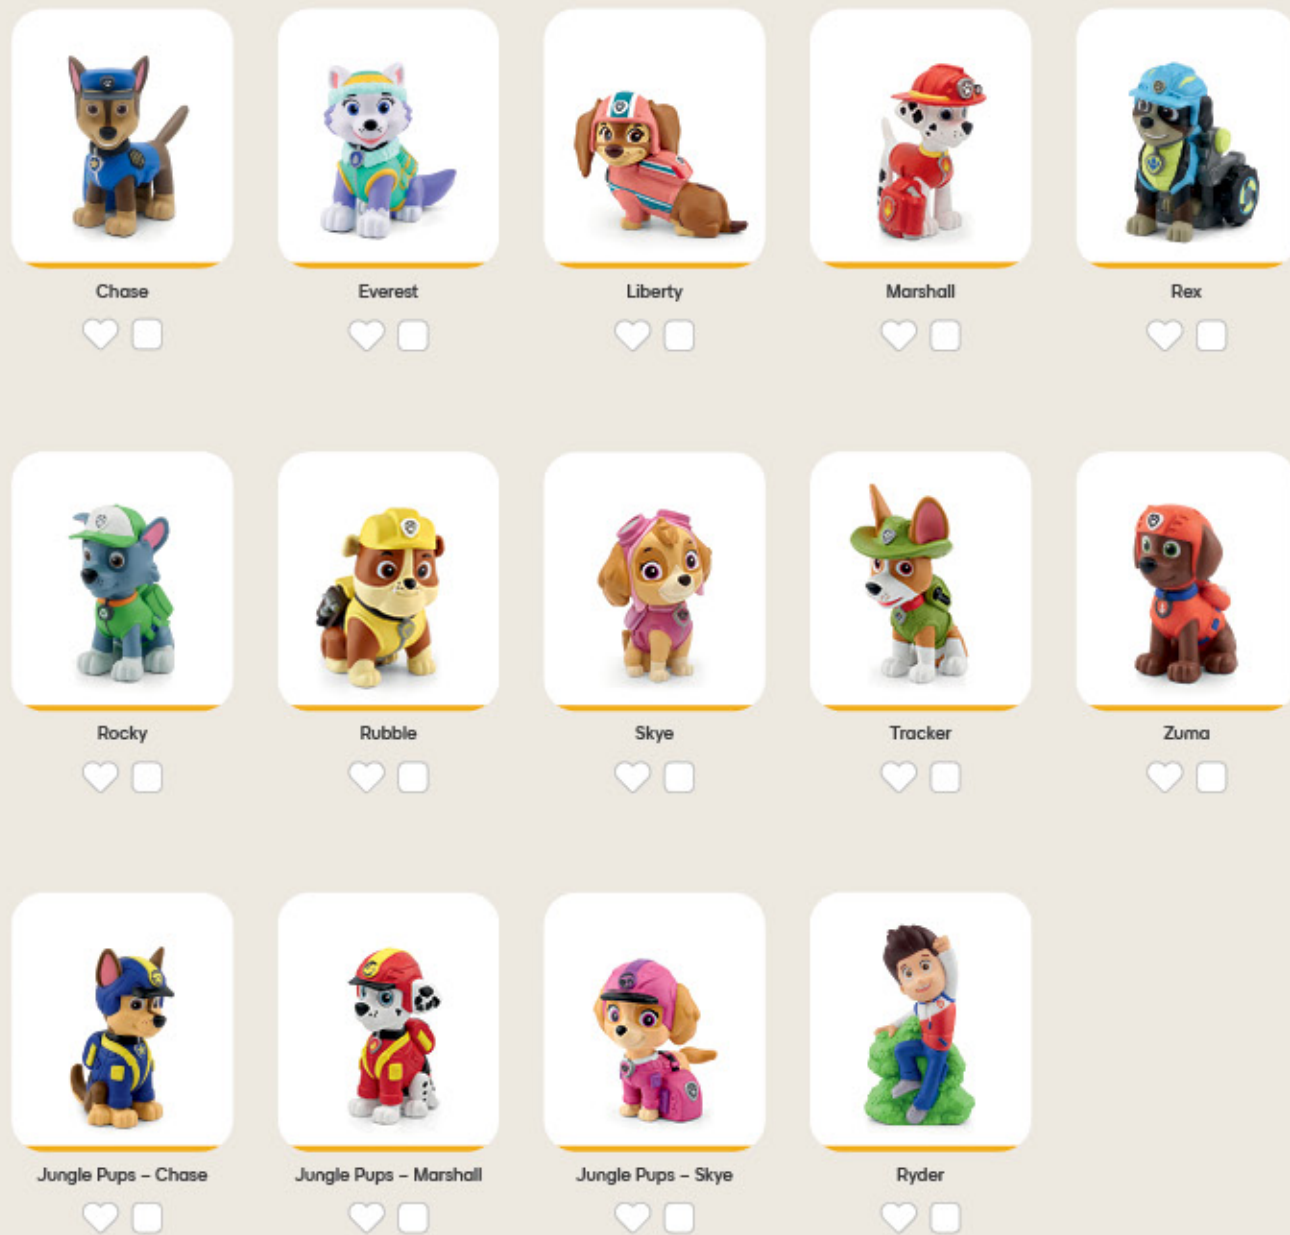 Chase
Everest
Liberty
Marshall
Rex
Rocky
Rubble
Skye
Tracker
Zuma
Jungle Pups – Chase
Jungle Pups – Marshall
Jungle Pups – Skye
Ryder